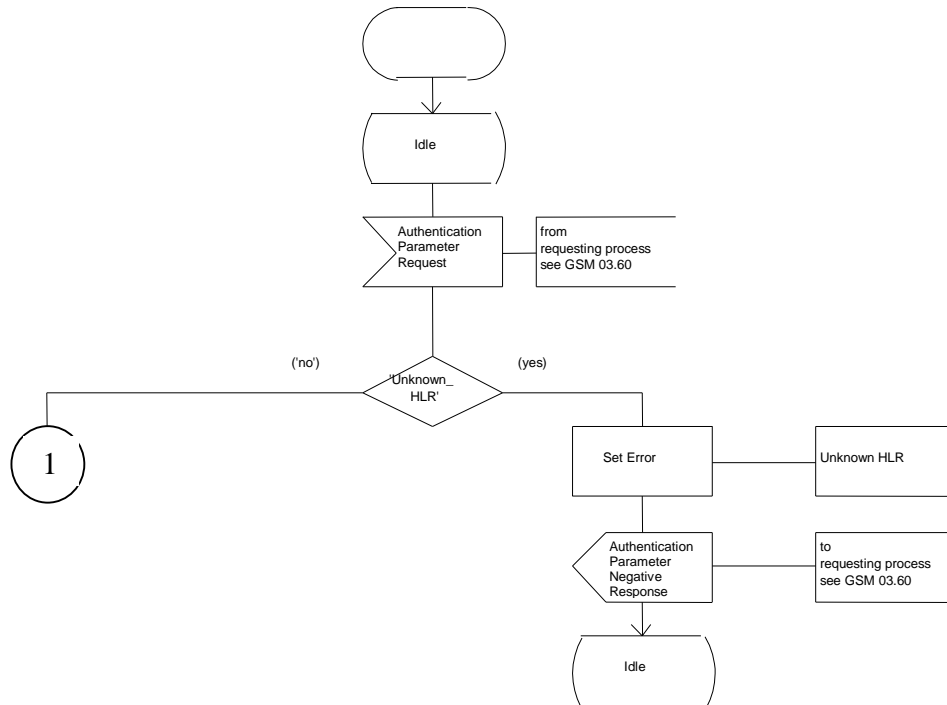 Idle
Authentication
Parameter
Request
from
requesting process
see GSM 03.60
('no')
(yes)
'Unknown_
HLR'
1
Set Error
Unknown HLR
Authentication
Parameter
Negative
Response
to
requesting process
see GSM 03.60
Idle